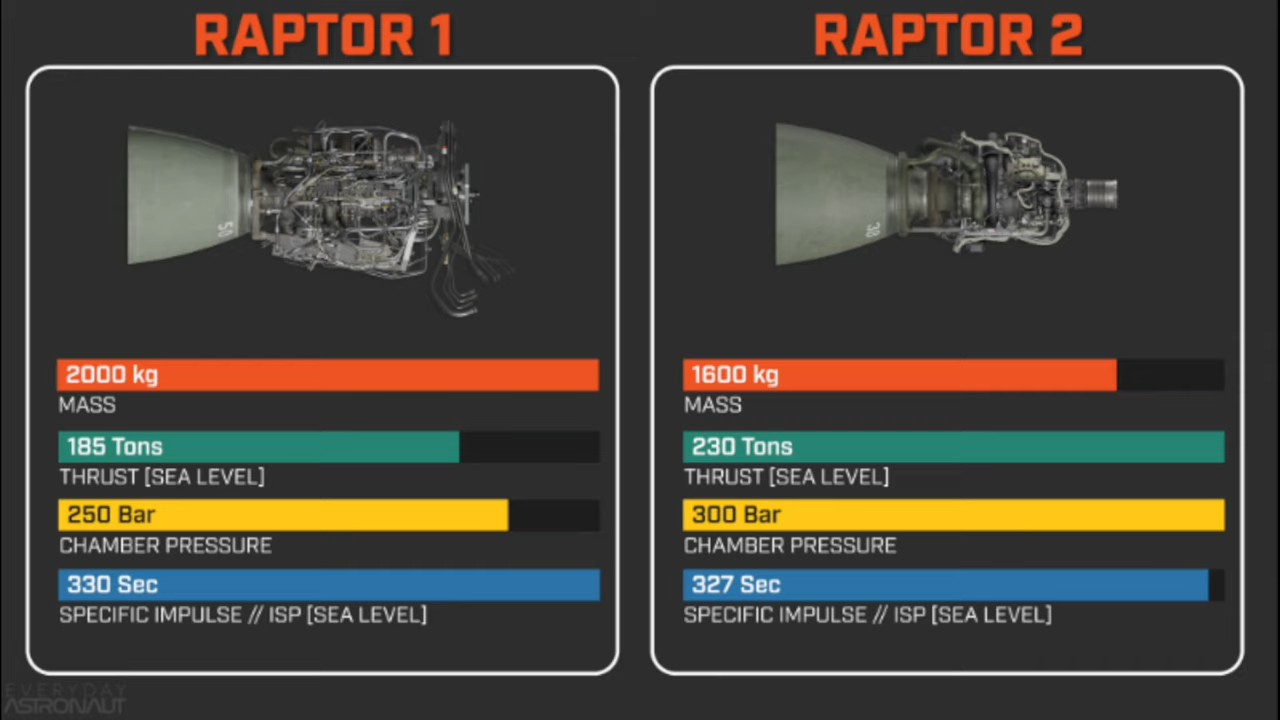 RAPTOR 1
2000 kg
MASS
185 Tons
THRUST [SEA LEVEL]
250 Bar
CHAMBER PRESSURE
330 Sec
SPECIFIC IMPULSE // ISP [SEA LEVEL]
50
RAPTOR 2
1600 kg
MASS
230 Tons
THRUST [SEA LEVEL]
300 Bar
CHAMBER PRESSURE
327 Sec
SPECIFIC IMPULSE // ISP [SEA LEVEL]
38
EVERYDAY
ASTRONAUT